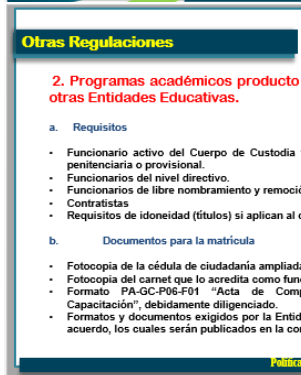 Otras Regulaciones
2. Programas académicos producto
otras Entidades Educativas.
a. Requisitos
- Funcionario activo del Cuerpo de Custodia
penitenciaria o provisional.
- Funcionarios del nivel directivo.
- Funcionarios de libre nombramiento y remoció
- Contratistas
- Requisitos de idoneidad (títulos) si aplican al
b. Documentos para la matrícula
- Fotocopia de la cédula de ciudadanía ampliada
- Fotocopia del carnet que lo acredita como func
- Formato PA-GC-P06-F01 “Acta de Comp
Capacitación”, debidamente diligenciado.
- Formatos y documentos exigidos por la Entid
acuerdo, los cuales serán publicados en la co
Política